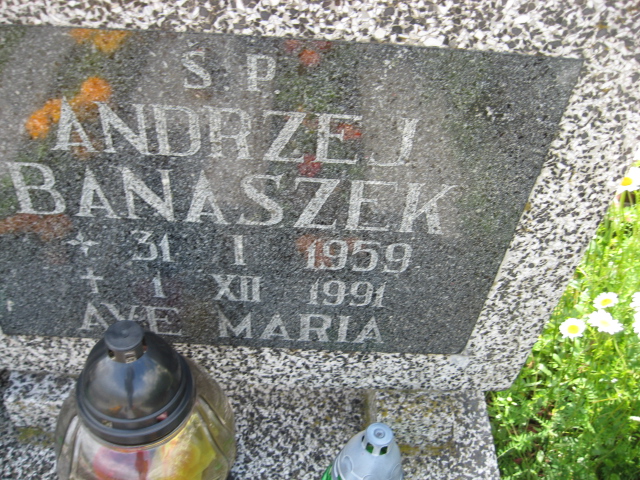 Ś P
ANDRZEJ
BANASZEK
31 I 1959
1 XII 1991
AVE MARIA